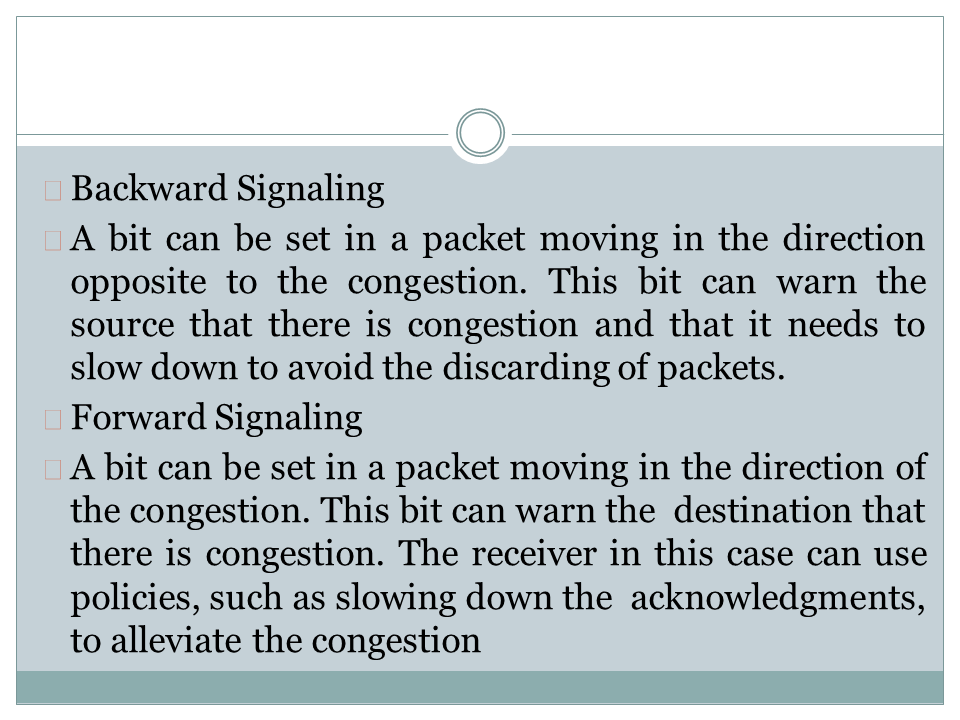 Backward Signaling
A bit can be set in a packet moving in the direction
opposite to the congestion. This bit can warn the
source that there is congestion and that it needs to
slow down to avoid the discarding of packets.
Forward Signaling
A bit can be set in a packet moving in the direction of
the congestion. This bit can warn the  destination that
there is congestion. The receiver in this case can use
policies, such as slowing down the  acknowledgments,
to alleviate the congestion